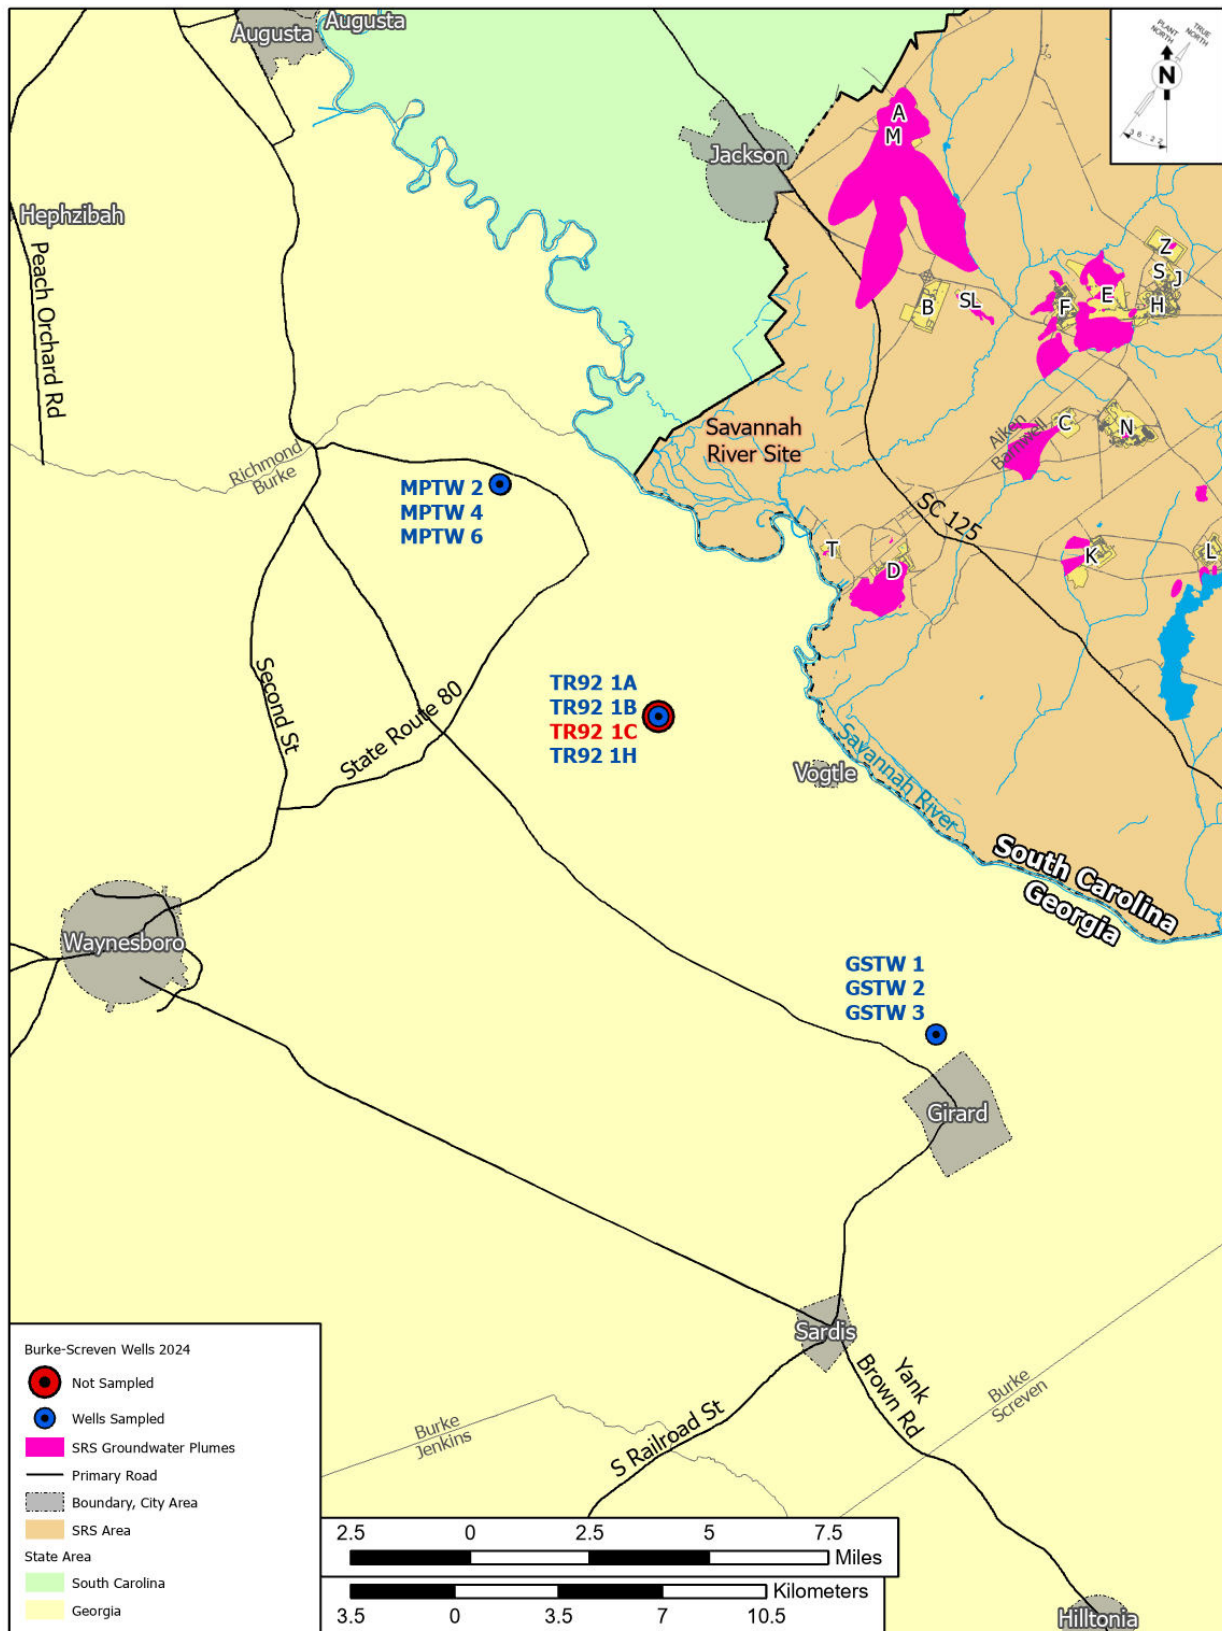 Augusta
Augusta
PLANT
NORTH
TRUE
NORTH
N
36.22
A
M
Jackson
Hephzibah
Peach Orchard Rd
Z
S
J
B
SL
F
E
H
Savannah
River Site
Aiken
Barnwell
C
N
Richmond
Burke
MPTW 2
MPTW 4
MPTW 6
SC 125
T
D
K
L
Second St
State Route 80
TR92 1A
TR92 1B
TR92 1C
TR92 1H
Vogtle
Savannah River
South Carolina
Georgia
Waynesboro
GSTW 1
GSTW 2
GSTW 3
Girard
Sardis
Yank
Brown Rd
Burke
Screven
Burke
Jenkins
S Railroad St
Hilltonia
Burke-Screven Wells 2024
Not Sampled
Wells Sampled
SRS Groundwater Plumes
Primary Road
Boundary, City Area
SRS Area
State Area
South Carolina
Georgia
2.5 0 2.5 5 7.5
Miles
Kilometers
3.5 0 3.5 7 10.5